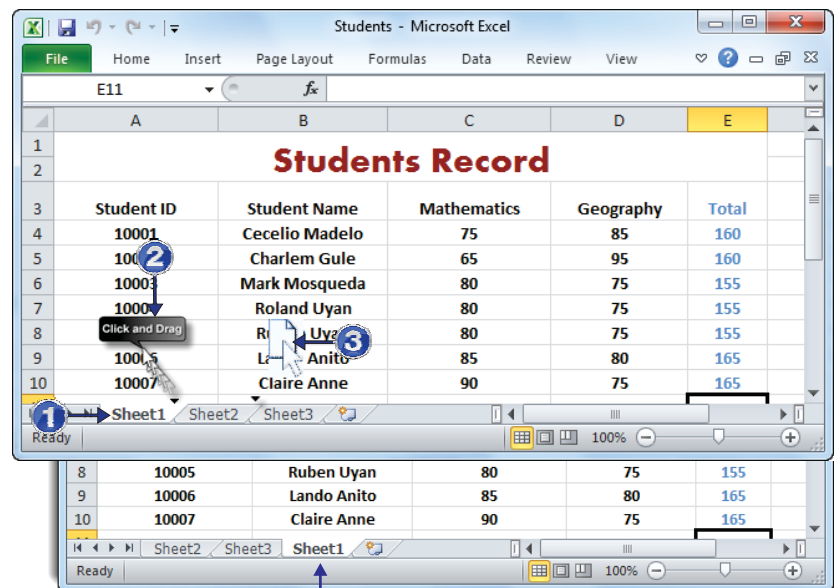 Students - Microsoft Excel
File Home Insert Page Layout Formulas Data Review View
E11 fx
A B C D E
1
2 Students Record
3 Student ID Student Name Mathematics Geography Total
4 10001 Cecelio Madelo 75 85 160
5 Charlem Gule 65 95 160
2
6 10003 Mark Mosqueda 80 75 155
7 Roland Uyan 80 75 155
Click and Drag
8 80 75 155
3
9 10006 Anito 85 80 165
10 10007 Claire Anne 90 75 165
1 Sheet1 Sheet2 Sheet3
Ready 100%
8 10005 Ruben Uyan 80 75 155
9 10006 Lando Anito 85 80 165
10 10007 Claire Anne 90 75 165
Sheet2 Sheet3 Sheet1
Ready 100%